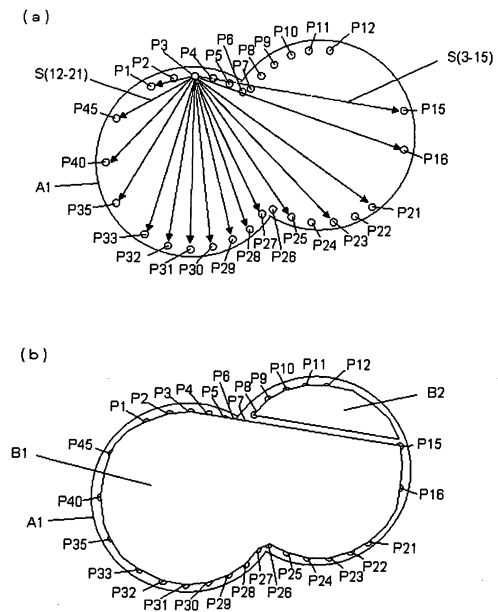 (a)
P3 P6 P10 P11 P12
P1 P2 P4 P5 P8 P9 P7
S(12-21) S(3-15)
P45 P15
P40 P16
A1
P35 P21
P33 P22
P32 P23
P31 P30 P29 P28 P27 P26 P25 P24
(b)
P6 P10 P11 P12
P1 P2 P3 P4 P5 P8 P9 P7
B2
P45 P15
B1
P40 P16
A1
P35 P21
P33 P22
P32 P23
P31 P30 P29 P28 P27 P26 P25 P24